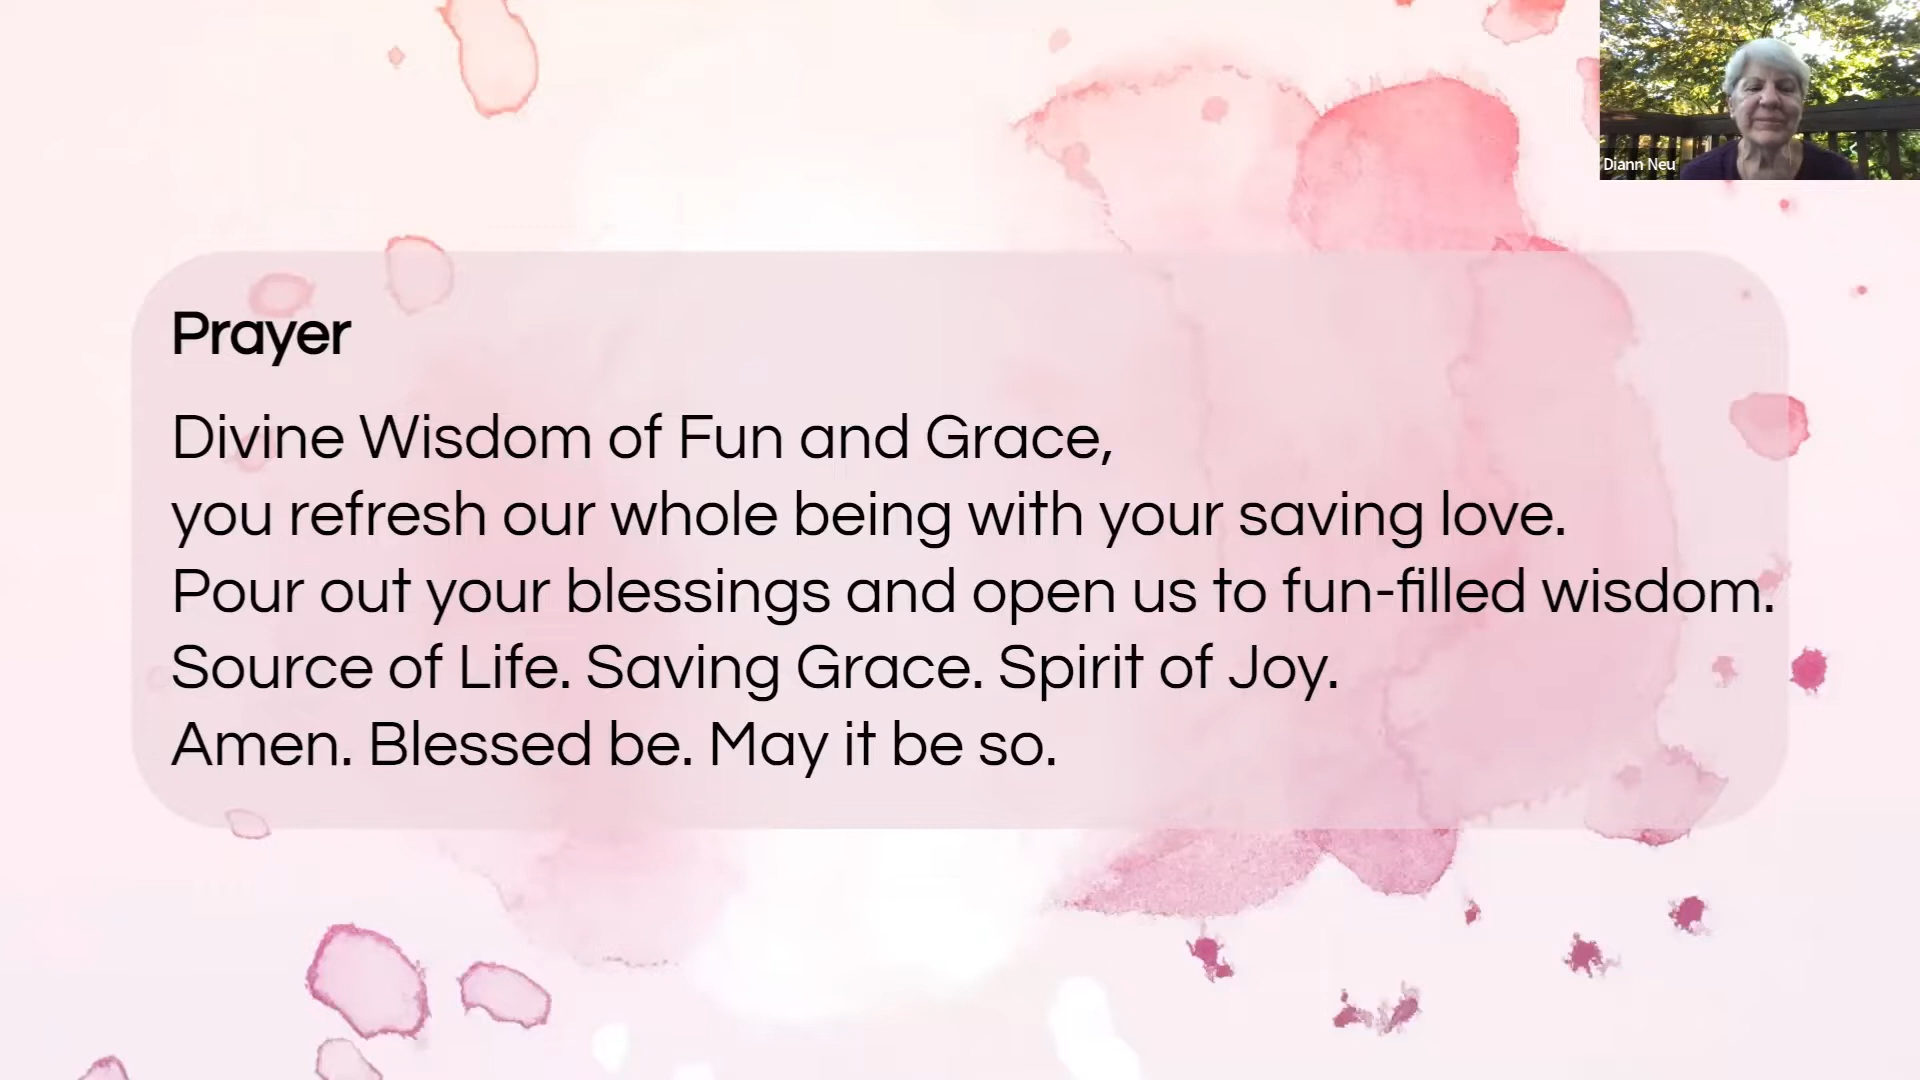 Diann Neu
Prayer
Divine Wisdom of Fun and Grace,
you refresh our whole being with your saving love.
Pour out your blessings and open us to fun-filled wisdom.
Source of Life. Saving Grace. Spirit of Joy.
Amen. Blessed be. May it be so.